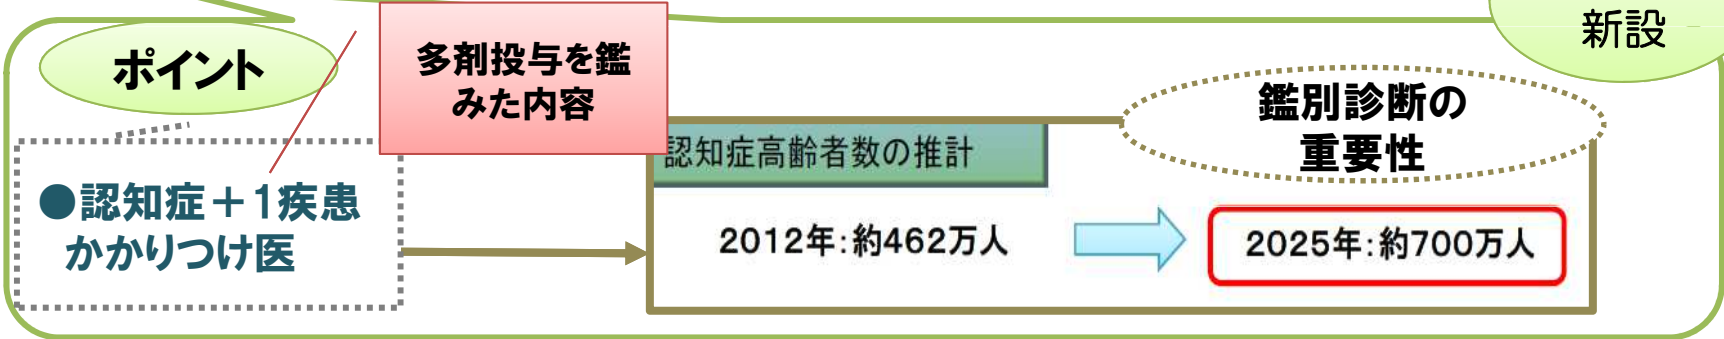 新設
ポイント
多剤投与を鑑
みた内容
鑑別診断の
重要性
認知症高齢者数の推計
●認知症＋1疾患
かかりつけ医
2012年:約462万人
2025年:約700万人